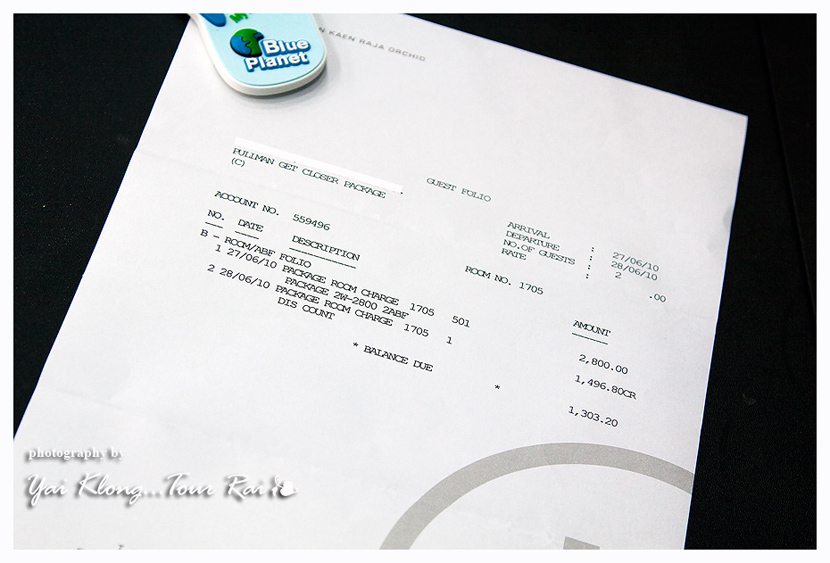 My
Blue
Planet
N KAEN RAJA ORCHID
PULLMAN GET CLOSER PACKAGE
(C)
.
GUEST FOLIO
ACCOUNT NO. 559496
ARRIVAL : 27/06/10
DEPARTURE : 28/06/10
NO.OF GUESTS : 2
RATE : .00
ROOM NO. 1705
NO. DATE DESCRIPTION AMOUNT
B - ROOM/ABF FOLIO
1 27/06/10 PACKAGE ROOM CHARGE 1705 501 2,800.00
PACKAGE 2W-2800 2ABF
2 28/06/10 PACKAGE ROOM CHARGE 1705 1 1,496.80CR
DIS COUNT
* BALANCE DUE * 1,303.20
photography by
Yai Klong...Tour Rai